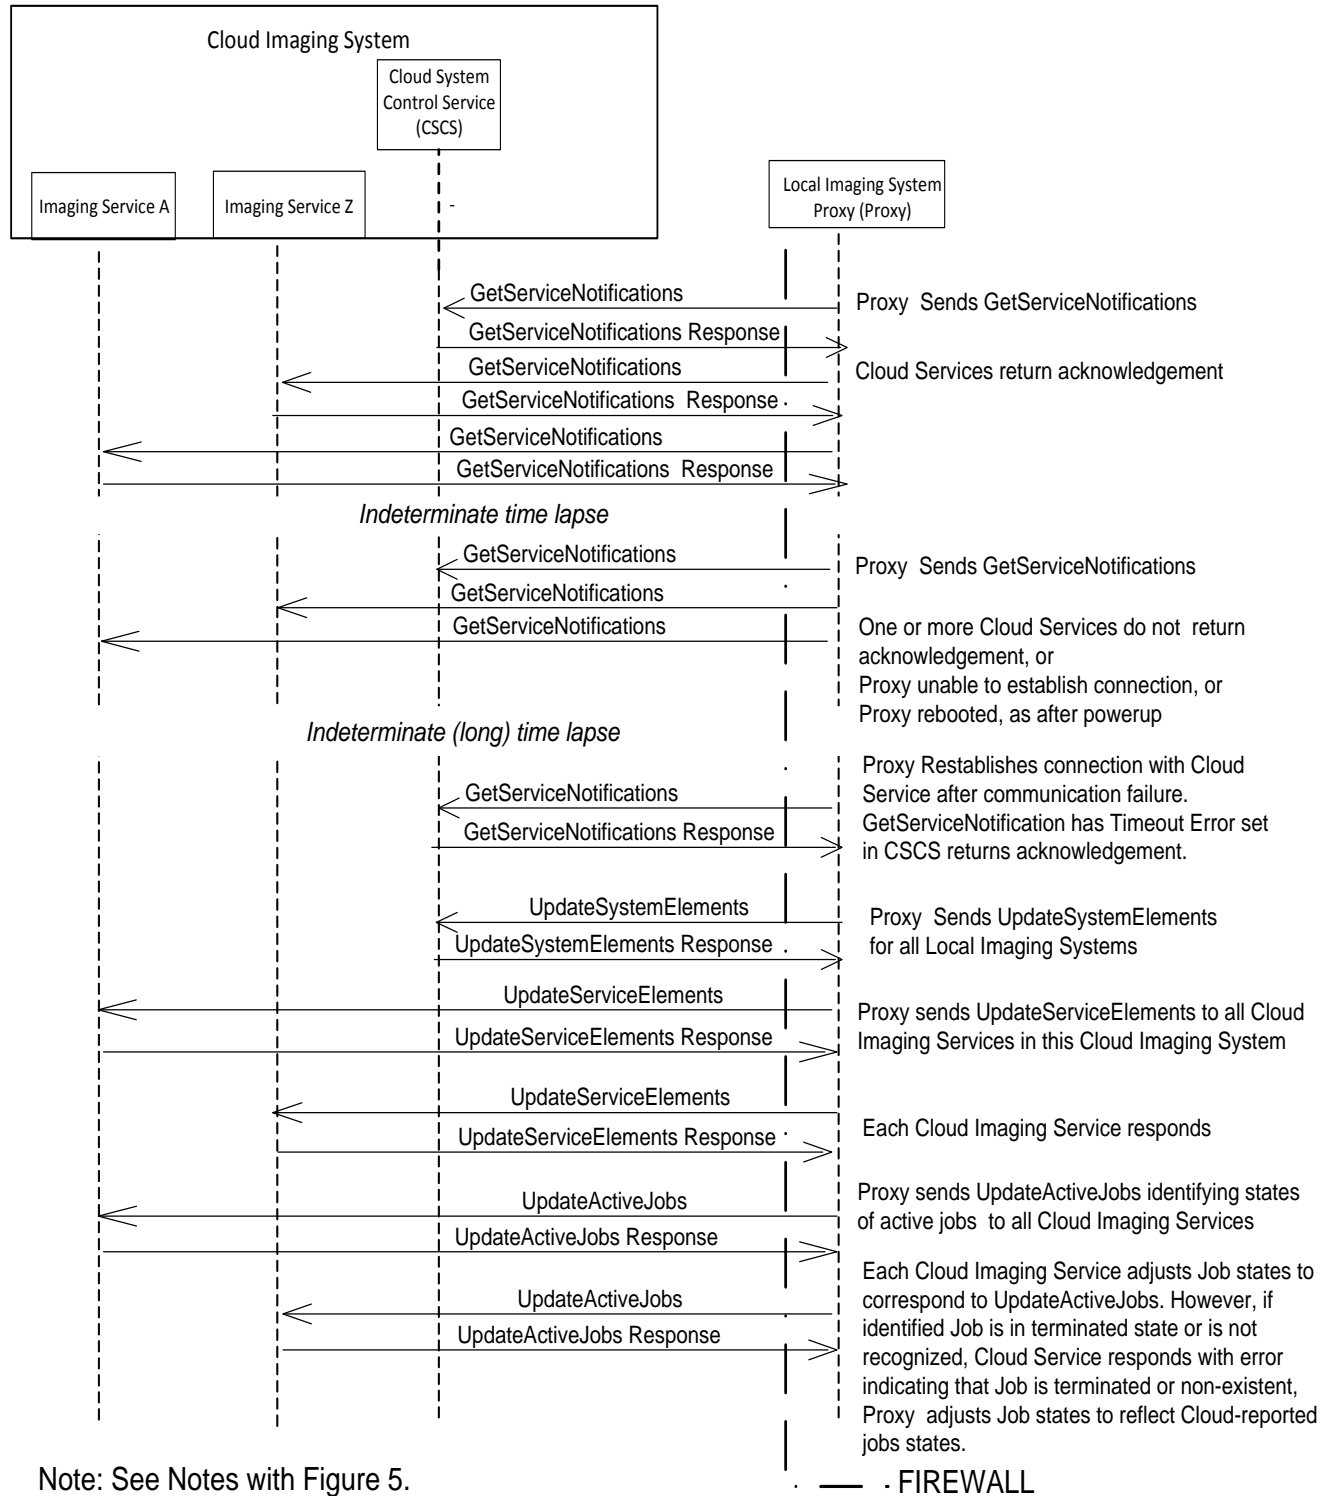 Cloud Imaging System
Cloud System
Control Service
(CSCS)
Imaging Service A
Imaging Service Z
-
Local Imaging System
Proxy (Proxy)
GetServiceNotifications
Proxy Sends GetServiceNotifications
GetServiceNotifications Response
GetServiceNotifications
Cloud Services return acknowledgement
GetServiceNotifications Response
GetServiceNotifications
GetServiceNotifications Response
Indeterminate time lapse
GetServiceNotifications
Proxy Sends GetServiceNotifications
GetServiceNotifications
GetServiceNotifications
One or more Cloud Services do not return
acknowledgement, or
Proxy unable to establish connection, or
Proxy rebooted, as after powerup
Indeterminate (long) time lapse
Proxy Restablishes connection with Cloud
Service after communication failure.
GetServiceNotification has Timeout Error set
in CSCS returns acknowledgement.
GetServiceNotifications
GetServiceNotifications Response
UpdateSystemElements
Proxy Sends UpdateSystemElements
for all Local Imaging Systems
UpdateSystemElements Response
UpdateServiceElements
Proxy sends UpdateServiceElements to all Cloud
Imaging Services in this Cloud Imaging System
UpdateServiceElements Response
UpdateServiceElements
Each Cloud Imaging Service responds
UpdateServiceElements Response
Proxy sends UpdateActiveJobs identifying states
of active jobs to all Cloud Imaging Services
UpdateActiveJobs
UpdateActiveJobs Response
Each Cloud Imaging Service adjusts Job states to
correspond to UpdateActiveJobs. However, if
identified Job is in terminated state or is not
recognized, Cloud Service responds with error
indicating that Job is terminated or non-existent,
Proxy adjusts Job states to reflect Cloud-reported
jobs states.
UpdateActiveJobs
UpdateActiveJobs Response
Note: See Notes with Figure 5.
FIREWALL